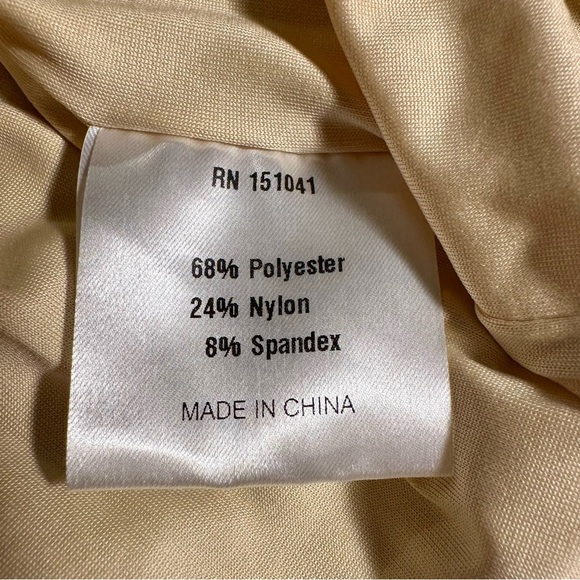 RN 151041
68% Polyester
24% Nylon
8% Spandex
MADE IN CHINA